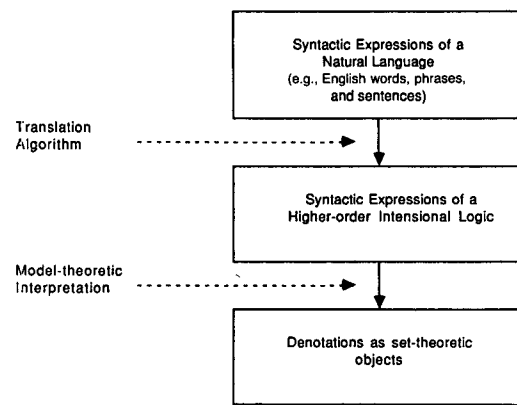 Syntactic Expressions of a
Natural Language
(e.g., English words, phrases,
and sentences)
Translation
Algorithm
Syntactic Expressions of a
Higher-order Intensional Logic
Model-theoretic
Interpretation
Denotations as set-theoretic
objects